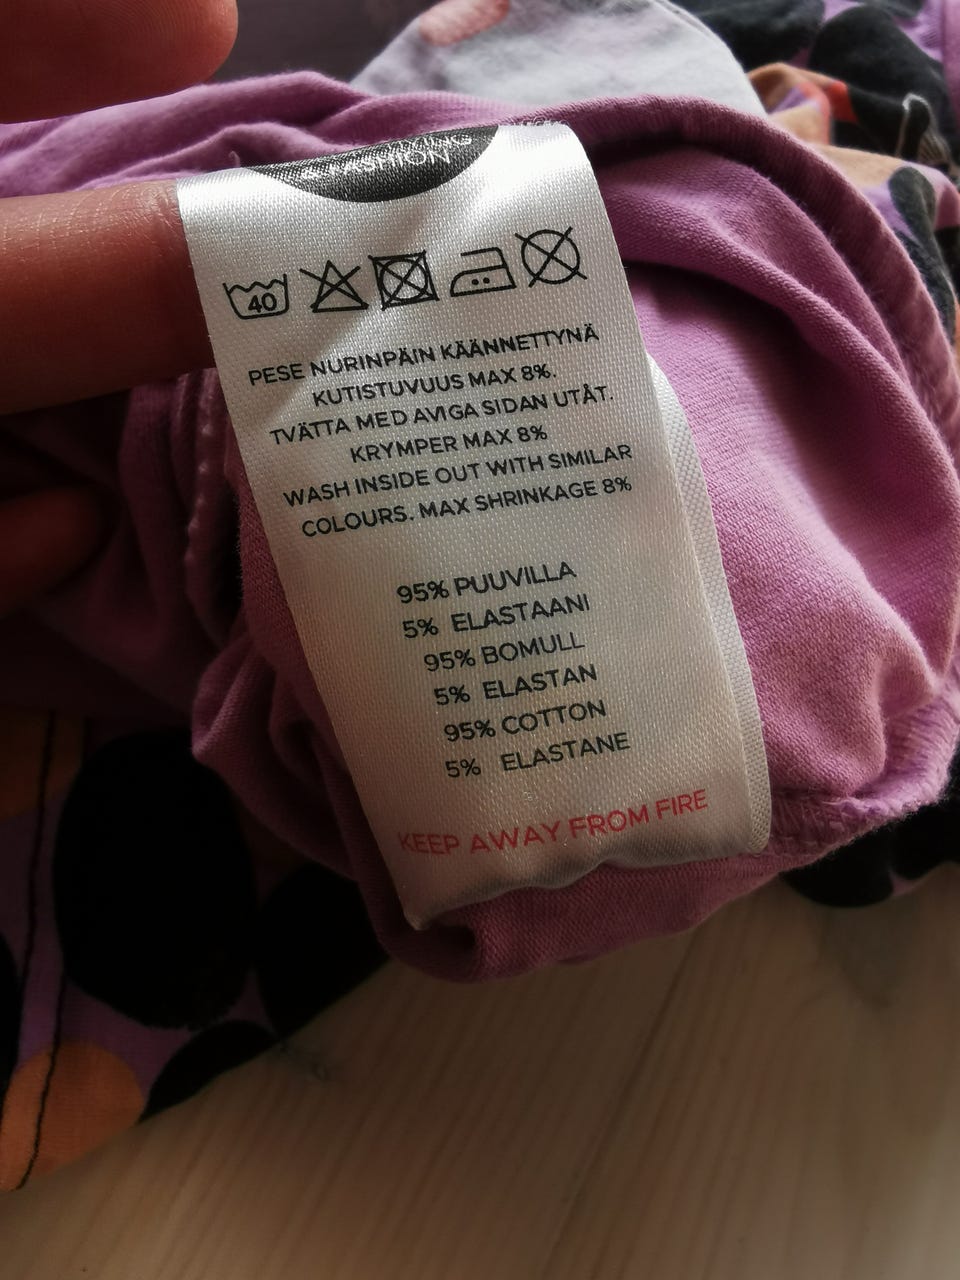 & FASHION
40
PESE NURINPÄIN KÄÄNNETTYNÄ
KUTISTUVUUS MAX 8%.
TVÄTTA MED AVIGA SIDAN UTÅT.
KRYMPER MAX 8%
WASH INSIDE OUT WITH SIMILAR
COLOURS. MAX SHRINKAGE 8%
95% PUUVILLA
5% ELASTAANI
95% BOMULL
5% ELASTAN
95% COTTON
5% ELASTANE
KEEP AWAY FROM FIRE